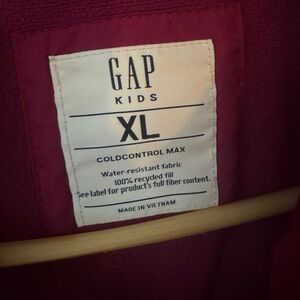 GAP
KIDS
XL
COLDCONTROL MAX
Water-resistant fabric
100% recycled fill
See label for product's full fiber content.
MADE IN VIETNAM